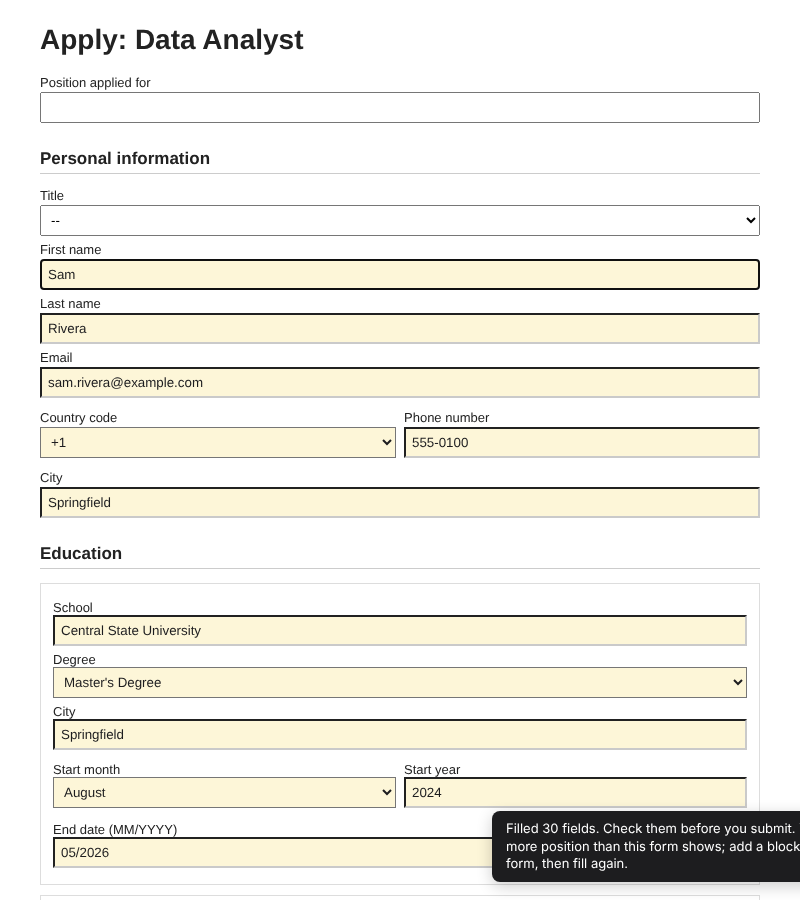 Apply: Data Analyst
Position applied for
Personal information
Title
--
First name
Sam
Last name
Rivera
Email
sam.rivera@example.com
Country code
Phone number
+1
555-0100
City
Springfield
Education
School
Central State University
Degree
Master's Degree
City
Springfield
Start month
Start year
August
2024
End date (MM/YYYY)
05/2026
Filled 30 fields. Check them before you submit.
more position than this form shows; add a block
form, then fill again.